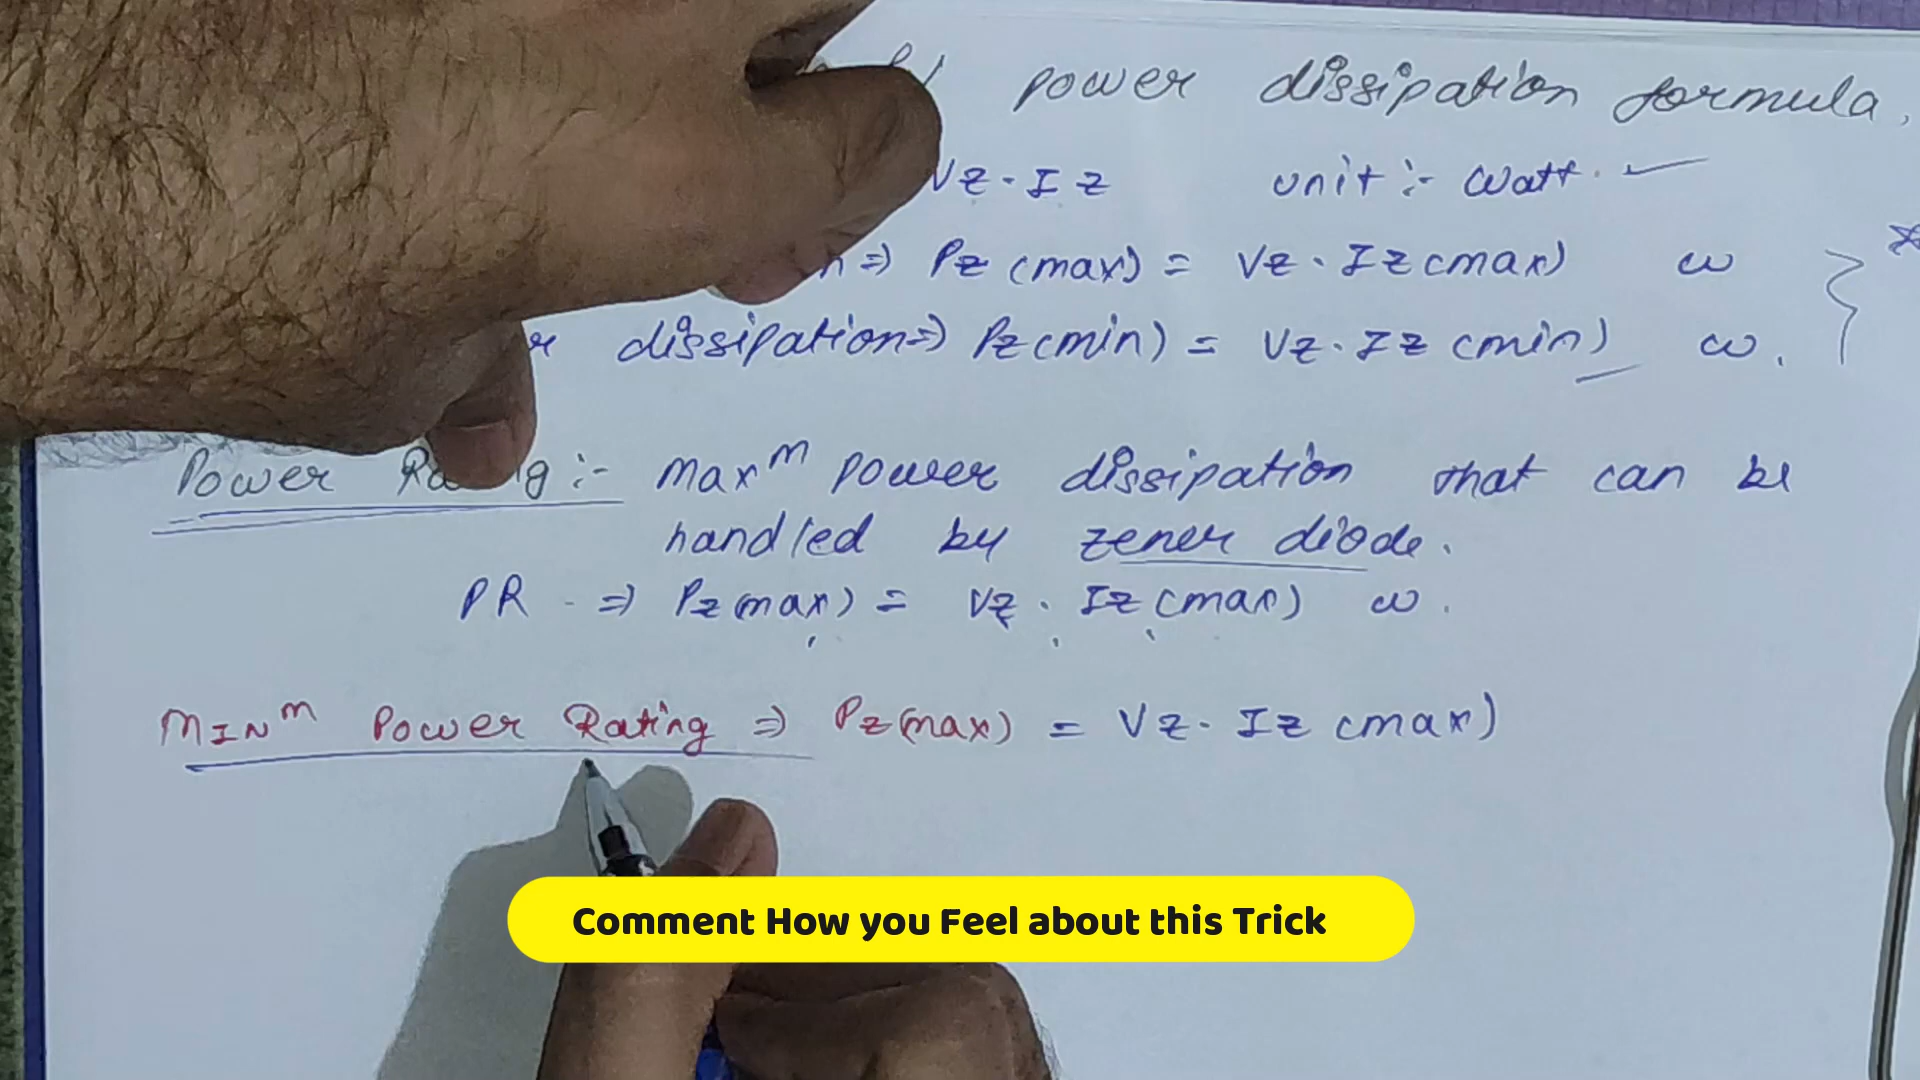 power dissipation formula,
Vz . Iz unit :- Watt.
n => Pz (max) = Vz . Iz (max) w
dissipation => Pz (min) = Vz . Iz (min) w.
Power Rating :- Maxᵐ power dissipation that can be
handled by zener diode.
PR => Pz (max) = Vz . Iz (max) w.
MINᵐ Power Rating => Pz (max) = Vz . Iz (max)
Comment How you Feel about this Trick